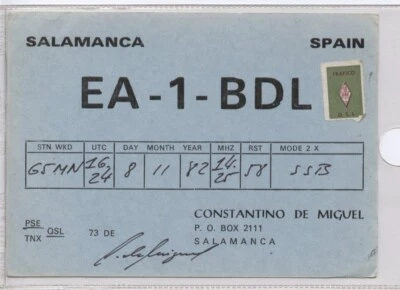 SALAMANCA SPAIN
EA-1-BDL
TRAFICO
Q.S.L.
STN WKD UTC DAY MONTH YEAR MHZ RST MODE 2 X
G5MN 16 24 8 11 82 14 25 58 SSB
CONSTANTINO DE MIGUEL
PSE QSL 73 DE P. O. BOX 2111
TNX SALAMANCA